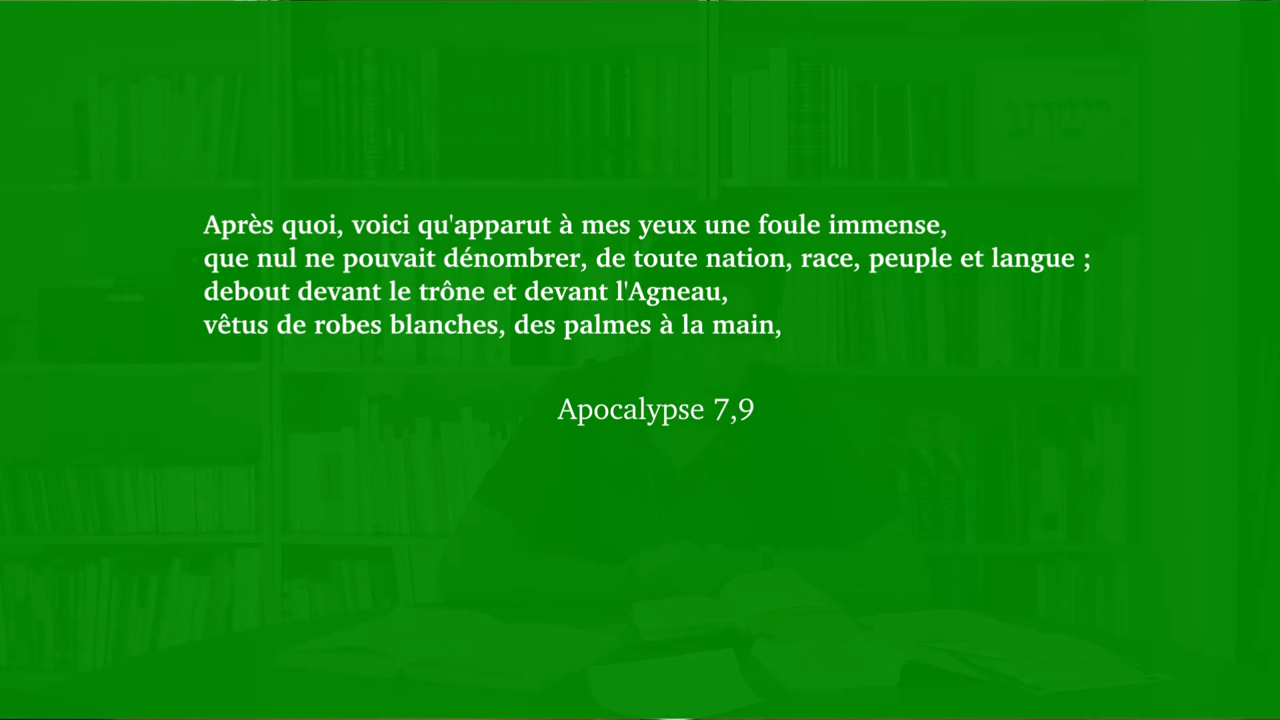 ישוע
Après quoi, voici qu'apparut à mes yeux une foule immense,
que nul ne pouvait dénombrer, de toute nation, race, peuple et langue ;
debout devant le trône et devant l'Agneau,
vêtus de robes blanches, des palmes à la main,
Apocalypse 7,9